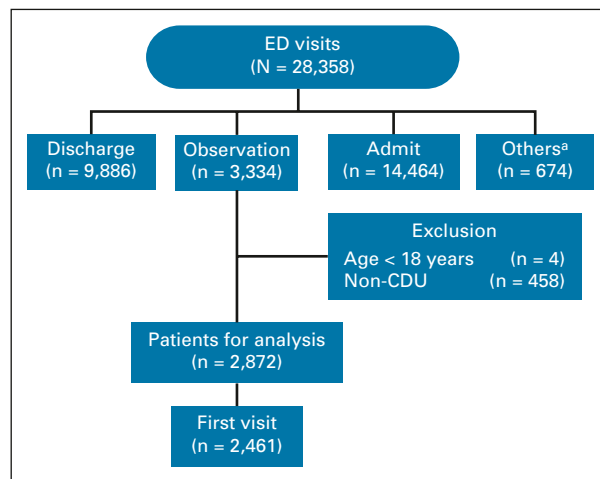 ED visits
(N = 28,358)
Discharge
(n = 9,886)
Observation
(n = 3,334)
Admit
(n = 14,464)
Othersᵃ
(n = 674)
Exclusion
Age < 18 years (n = 4)
Non-CDU (n = 458)
Patients for analysis
(n = 2,872)
First visit
(n = 2,461)